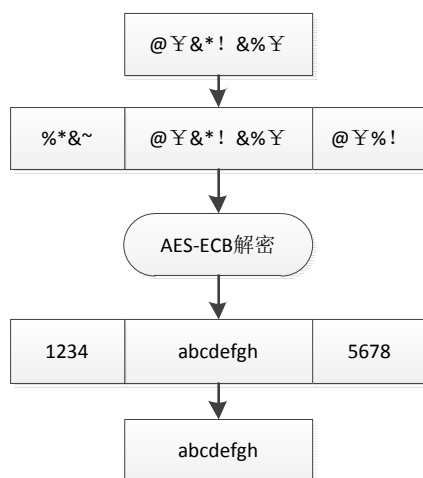 @￥&*！&%￥
%*&~ @￥&*！&%￥ @￥%！
AES-ECB解密
1234 abcdefgh 5678
abcdefgh